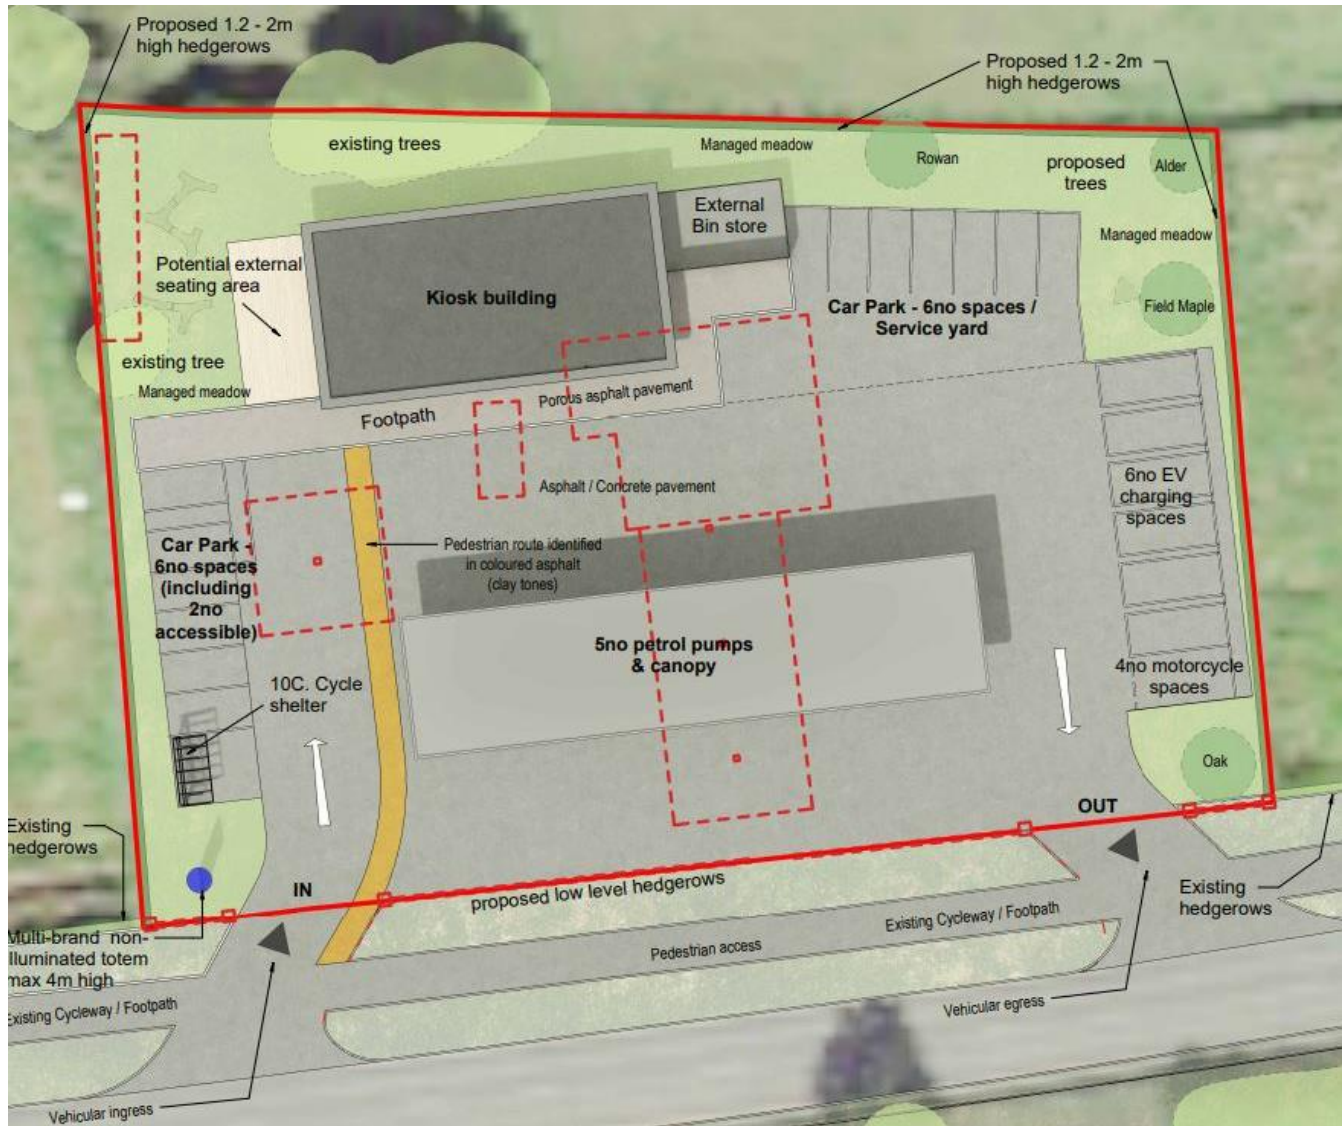 Proposed 1.2 - 2m
high hedgerows
Proposed 1.2 - 2m
high hedgerows
existing trees
Managed meadow
Rowan
proposed
trees
Alder
External
Bin store
Managed meadow
Potential external
seating area
Kiosk building
Car Park - 6no spaces /
Service yard
Field Maple
existing tree
Managed meadow
Porous asphalt pavement
Footpath
Asphalt / Concrete pavement
6no EV
charging
spaces
Car Park -
6no spaces
(including
2no
accessible)
Pedestrian route identified
in coloured asphalt
(clay tones)
5no petrol pumps
& canopy
4no motorcycle
spaces
10C. Cycle
shelter
Oak
OUT
Existing
hedgerows
IN
proposed low level hedgerows
Existing
hedgerows
Multi-brand non-
illuminated totem
max 4m high
Pedestrian access
Existing Cycleway / Footpath
Existing Cycleway / Footpath
Vehicular egress
Vehicular ingress